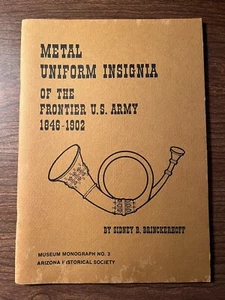 METAL
UNIFORM INSIGNIA
OF THE
FRONTIER U.S. ARMY
1846-1902
BY SIDNEY B. BRINCKERHOFF
MUSEUM MONOGRAPH NO. 3
ARIZONA HISTORICAL SOCIETY